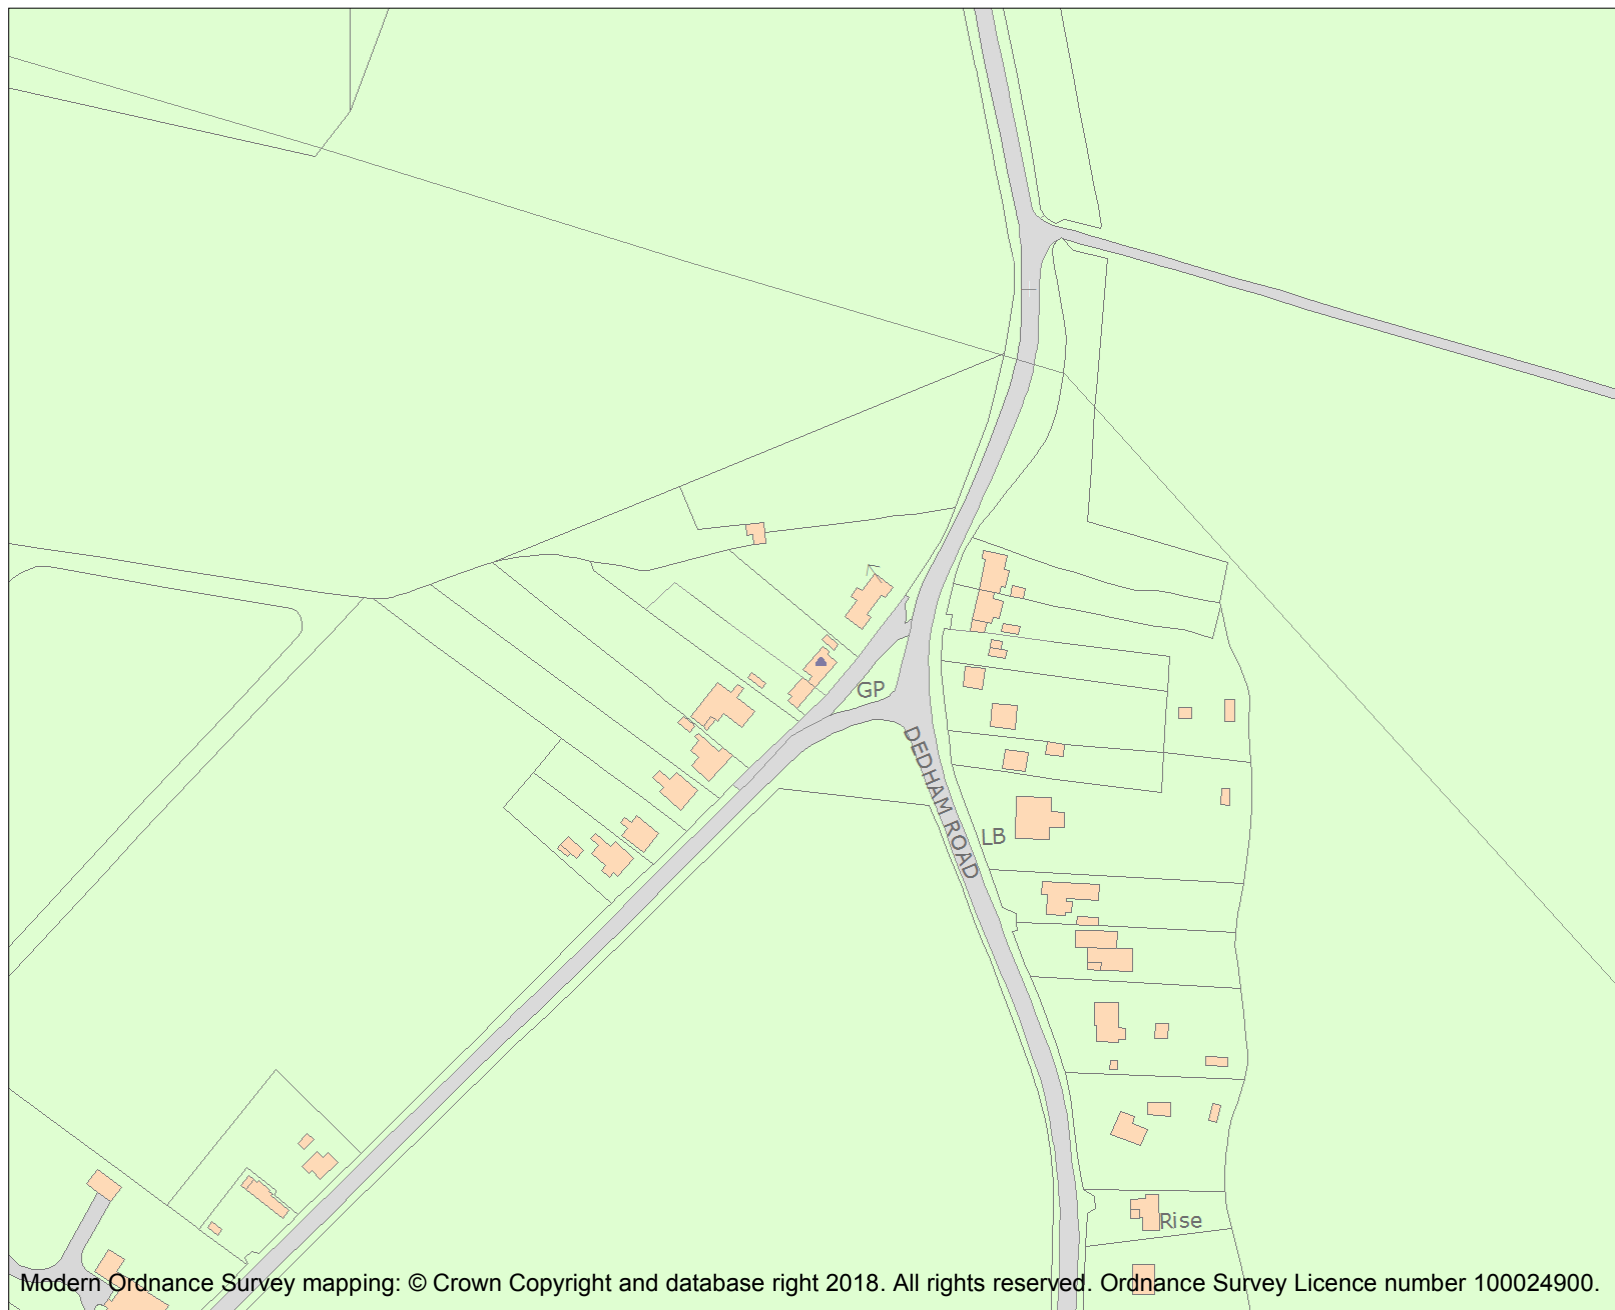 GP
DEDHAM ROAD
LB
Rise
Modern Ordnance Survey mapping: © Crown Copyright and database right 2018. All rights reserved. Ordnance Survey Licence number 100024900.